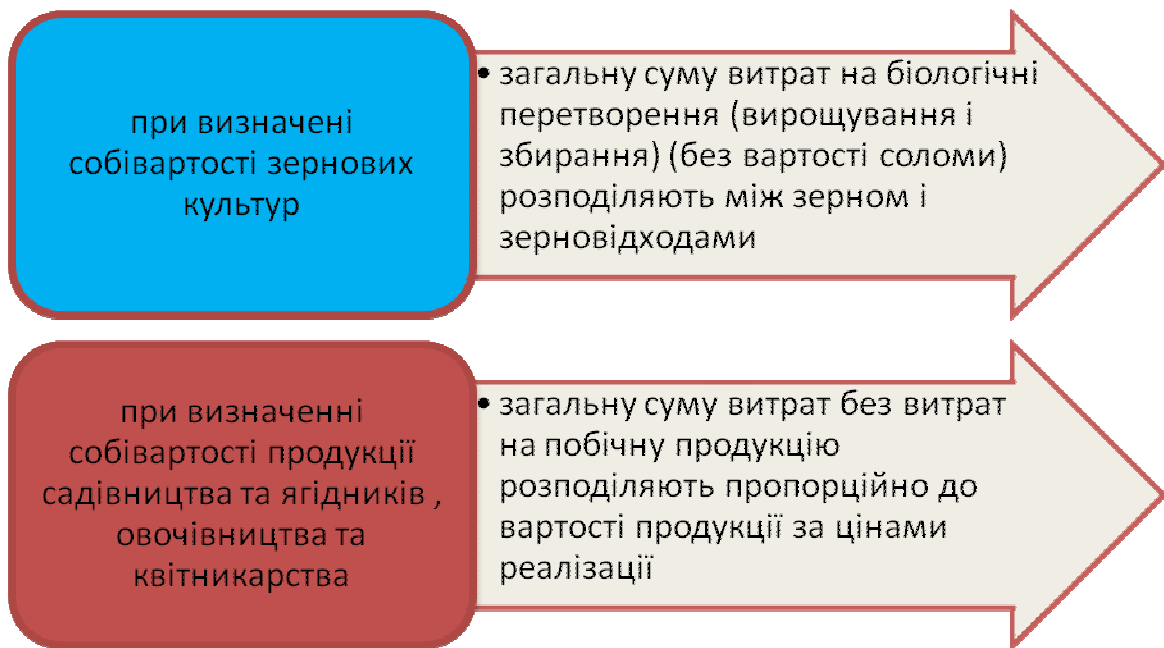 при визначені
собівартості зернових
культур
• загальну суму витрат на біологічні
перетворення (вирощування і
збирання) (без вартості соломи)
розподіляють між зерном і
зерновідходами
при визначенні
собівартості продукції
садівництва та ягідників ,
овочівництва та
квітникарства
• загальну суму витрат без витрат
на побічну продукцію
розподіляють пропорційно до
вартості продукції за цінами
реалізації